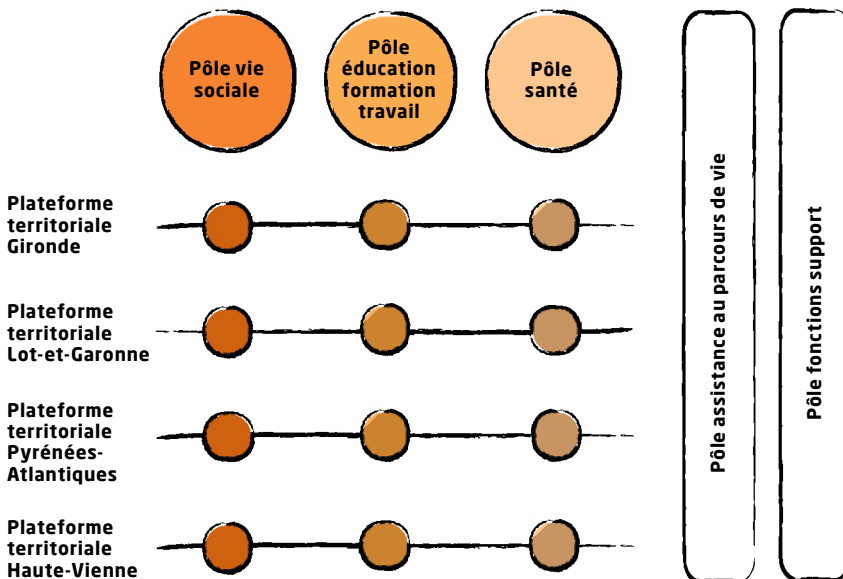 Pôle vie
sociale
Pôle
éducation
formation
travail
Pôle
santé
Plateforme
territoriale
Gironde
Plateforme
territoriale
Lot-et-Garonne
Plateforme
territoriale
Pyrénées-
Atlantiques
Plateforme
territoriale
Haute-Vienne
Pôle assistance au parcours de vie
Pôle fonctions support